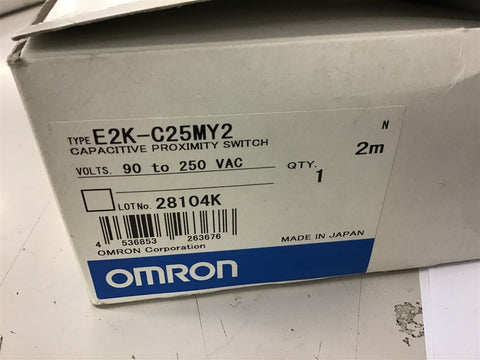 TYPE E2K-C25MY2 N
CAPACITIVE PROXIMITY SWITCH 2m
VOLTS. 90 to 250 VAC QTY. 1
LOT No. 28104K
4 536853 263676
OMRON Corporation MADE IN JAPAN
OMRON